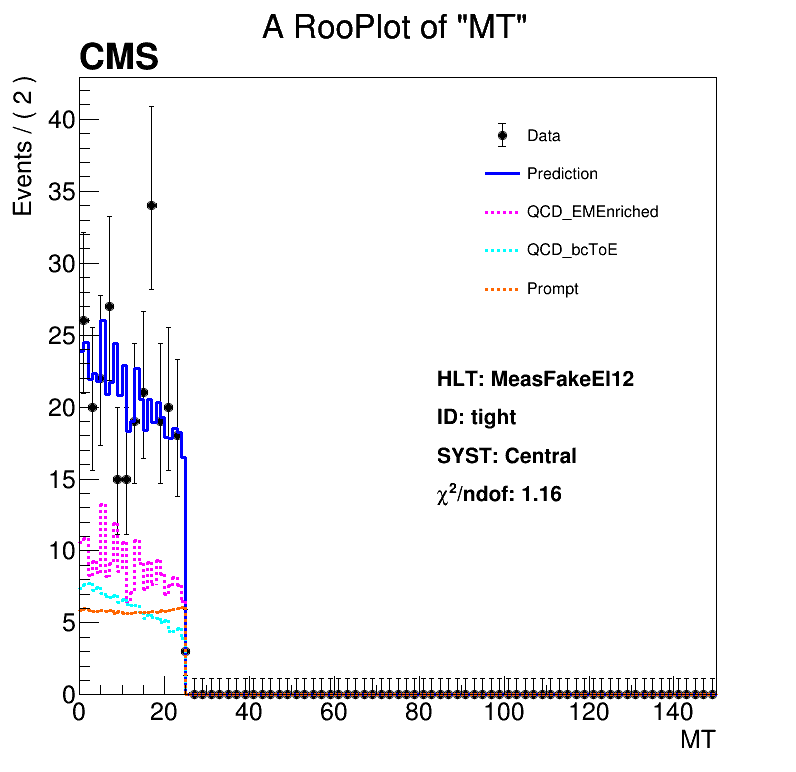 A RooPlot of "MT"
CMS
Events / ( 2 )
40
35
30
25
20
15
10
5
0
Data
Prediction
QCD_EMEnriched
QCD_bcToE
Prompt
HLT: MeasFakeEl12
ID: tight
SYST: Central
χ²/ndof: 1.16
0 20 40 60 80 100 120 140
MT